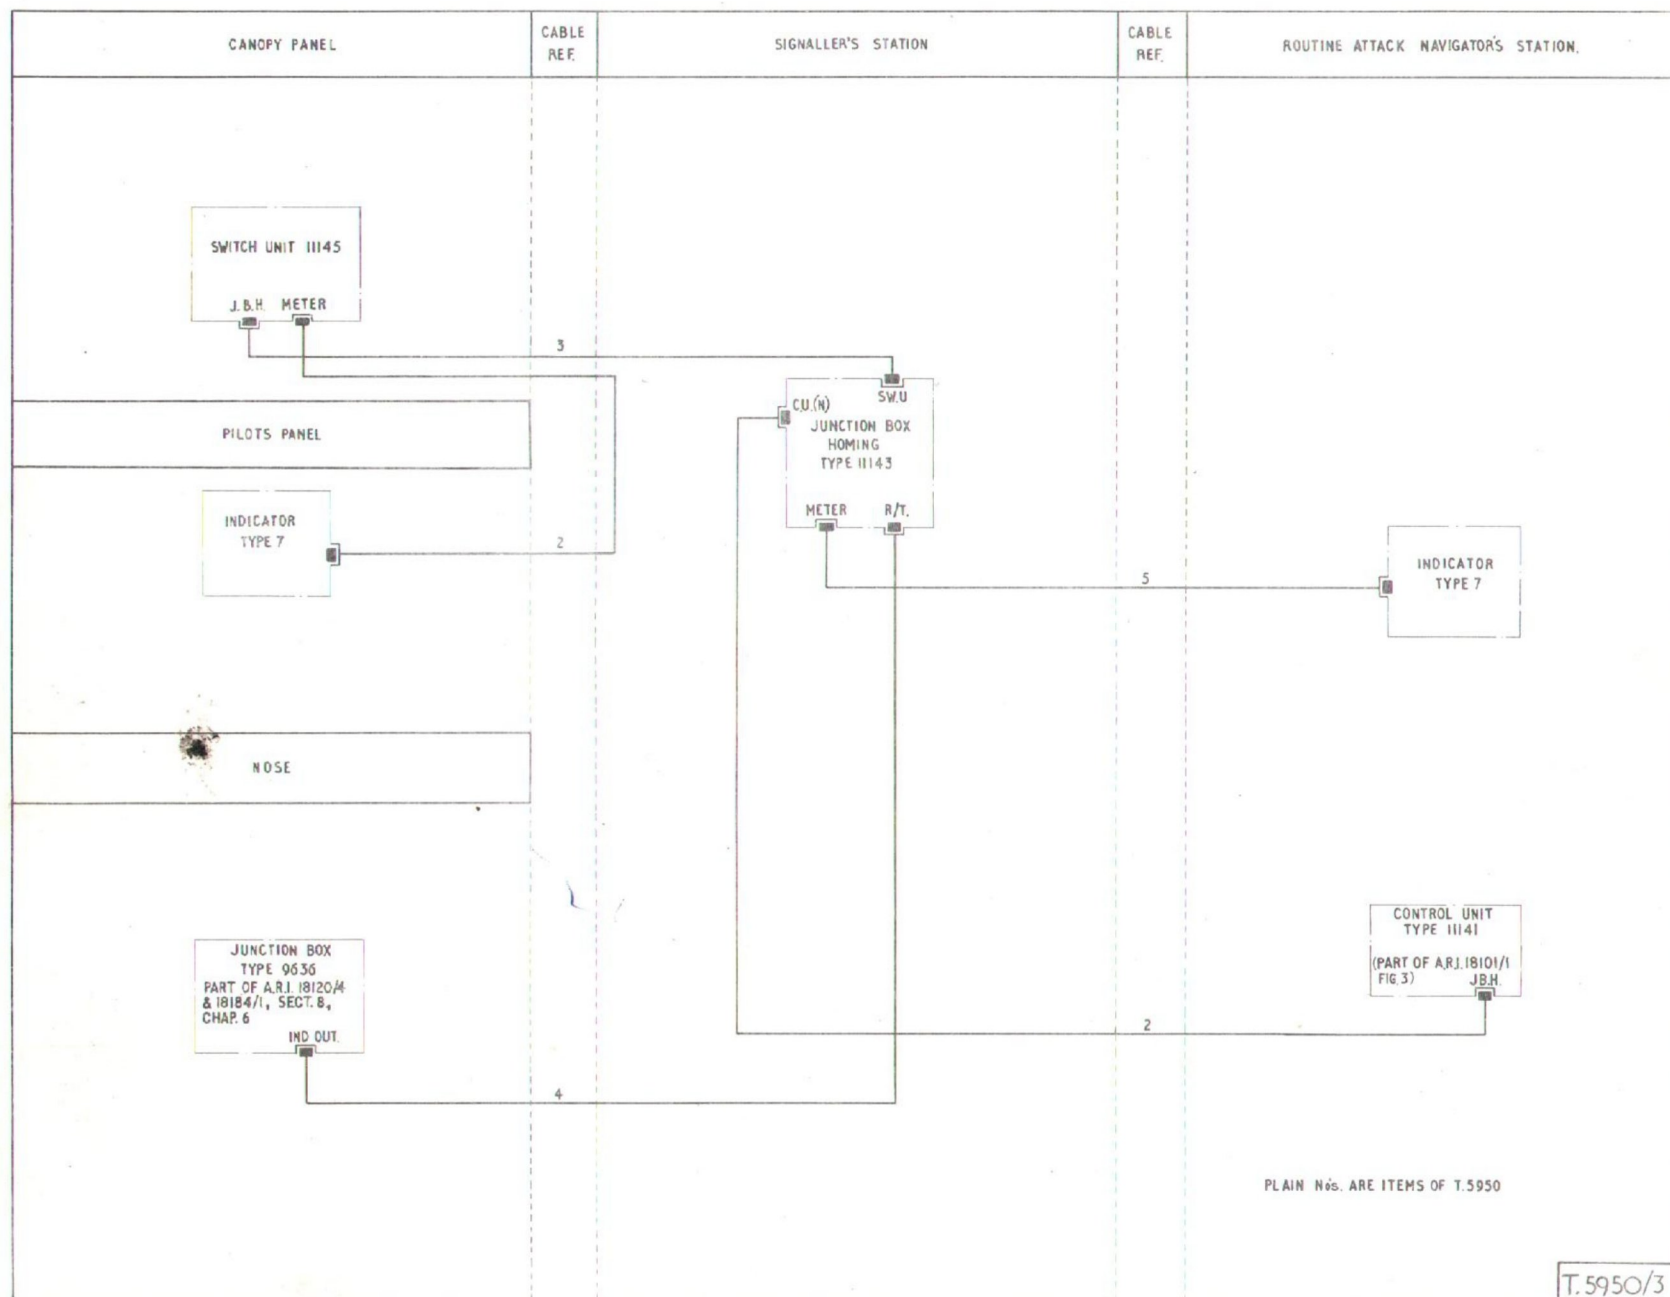 CANOPY PANEL
CABLE
REF.
SIGNALLER'S STATION
CABLE
REF.
ROUTINE ATTACK NAVIGATOR'S STATION.
SWITCH UNIT 11145
J.B.H. METER
3
C.U.(N)
SW.U
JUNCTION BOX
HOMING
TYPE 11143
METER R/T.
PILOTS PANEL
INDICATOR
TYPE 7
2
5
INDICATOR
TYPE 7
NOSE
JUNCTION BOX
TYPE 9636
PART OF A.R.I. 18120/4
& 18184/1, SECT. 8,
CHAP. 6
IND OUT.
4
CONTROL UNIT
TYPE 11141
(PART OF A.R.I. 18101/1
FIG. 3)
J.B.H.
2
PLAIN Nos. ARE ITEMS OF T.5950
T.5950/3